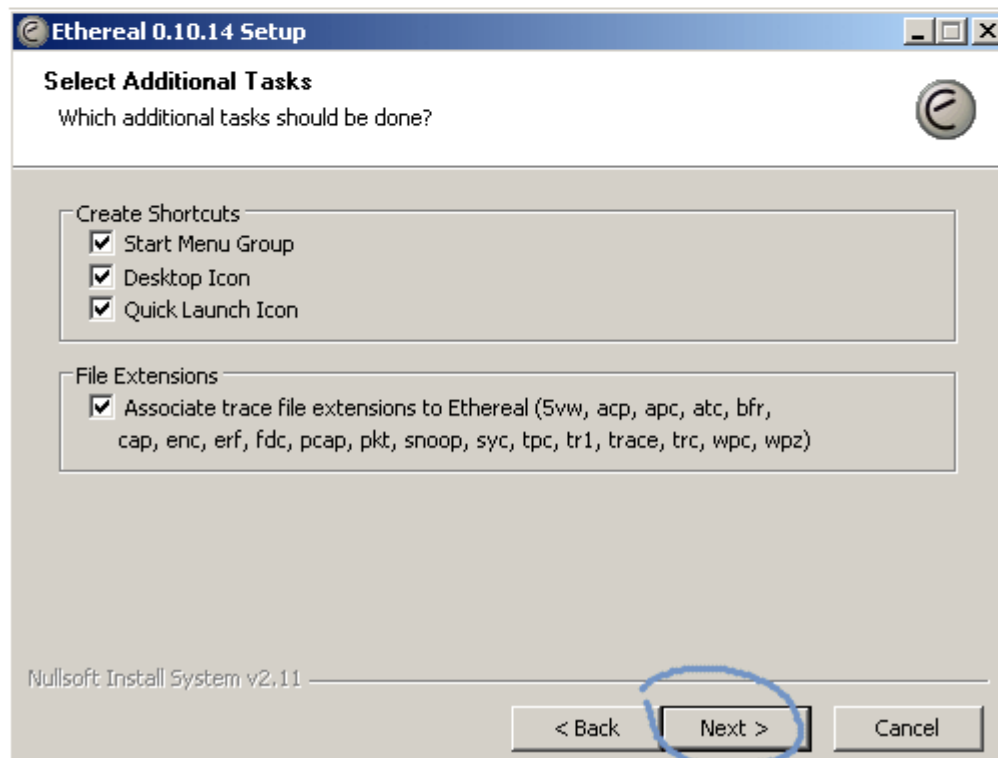 Ethereal 0.10.14 Setup
Select Additional Tasks
Which additional tasks should be done?
Create Shortcuts
Start Menu Group
Desktop Icon
Quick Launch Icon
File Extensions
Associate trace file extensions to Ethereal (5vw, acp, apc, atc, bfr,
cap, enc, erf, fdc, pcap, pkt, snoop, syc, tpc, tr1, trace, trc, wpc, wpz)
Nullsoft Install System v2.11
< Back Next > Cancel